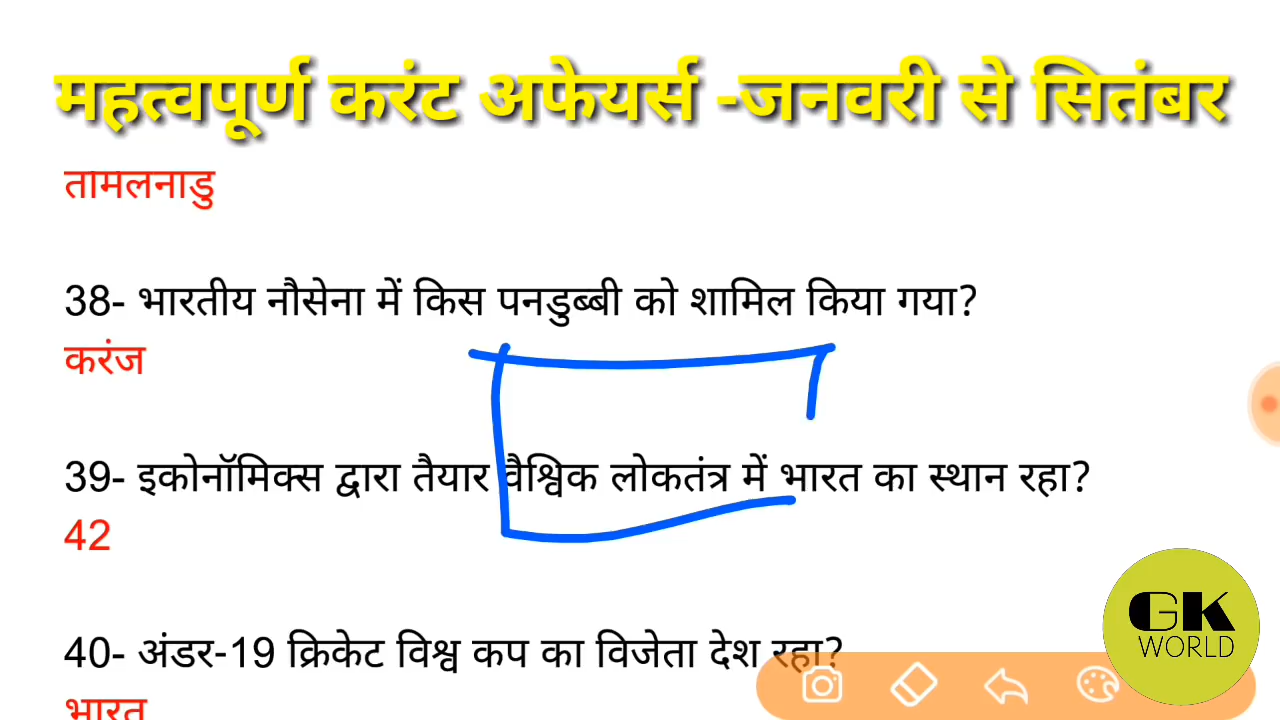 महत्वपूर्ण करंट अफेयर्स -जनवरी से सितंबर
तामलनाडु
38- भारतीय नौसेना में किस पनडुब्बी को शामिल किया गया?
करंज
39- इकोनॉमिक्स द्वारा तैयार वैश्विक लोकतंत्र में भारत का स्थान रहा?
42
40- अंडर-19 क्रिकेट विश्व कप का विजेता देश रहा?
भारत
GK
WORLD